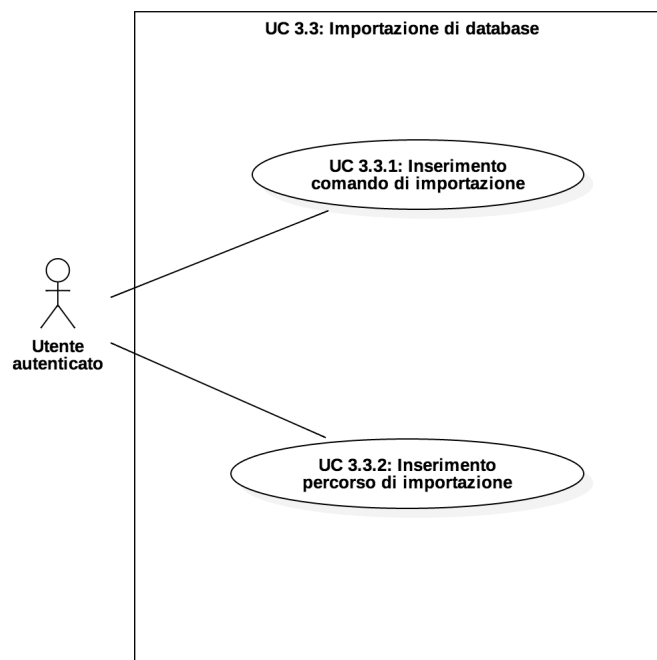 UC 3.3: Importazione di database
UC 3.3.1: Inserimento
comando di importazione
Utente
autenticato
UC 3.3.2: Inserimento
percorso di importazione